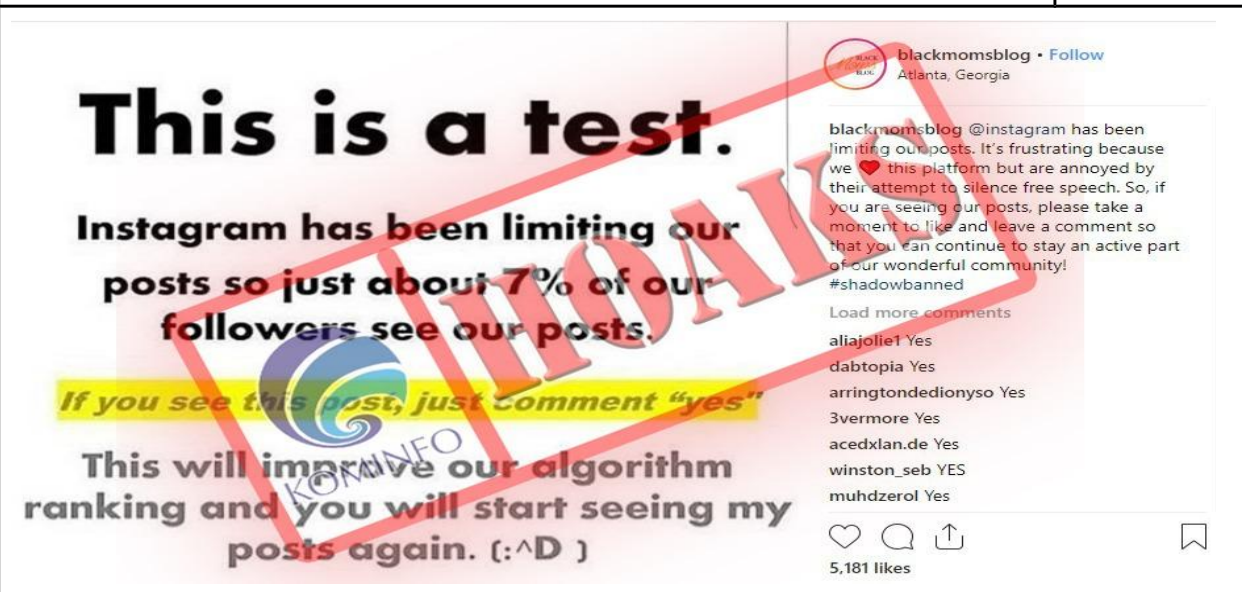 This is a test.
Instagram has been limiting our
posts so just about 7% of our
followers see our posts.
If you see this post, just comment "yes"
This will improve our algorithm
ranking and you will start seeing my
posts again. (:^D )
KOMINFO
HOAKS
BLACK
Moms
BLOG
blackmomsblog • Follow
Atlanta, Georgia
blackmomsblog @instagram has been
limiting our posts. It's frustrating because
we ❤ this platform but are annoyed by
their attempt to silence free speech. So, if
you are seeing our posts, please take a
moment to like and leave a comment so
that you can continue to stay an active part
of our wonderful community!
#shadowbanned
Load more comments
aliajolie1 Yes
dabtopia Yes
arringtondedionyso Yes
3vermore Yes
acedxlan.de Yes
winston_seb YES
muhdzerol Yes
5,181 likes